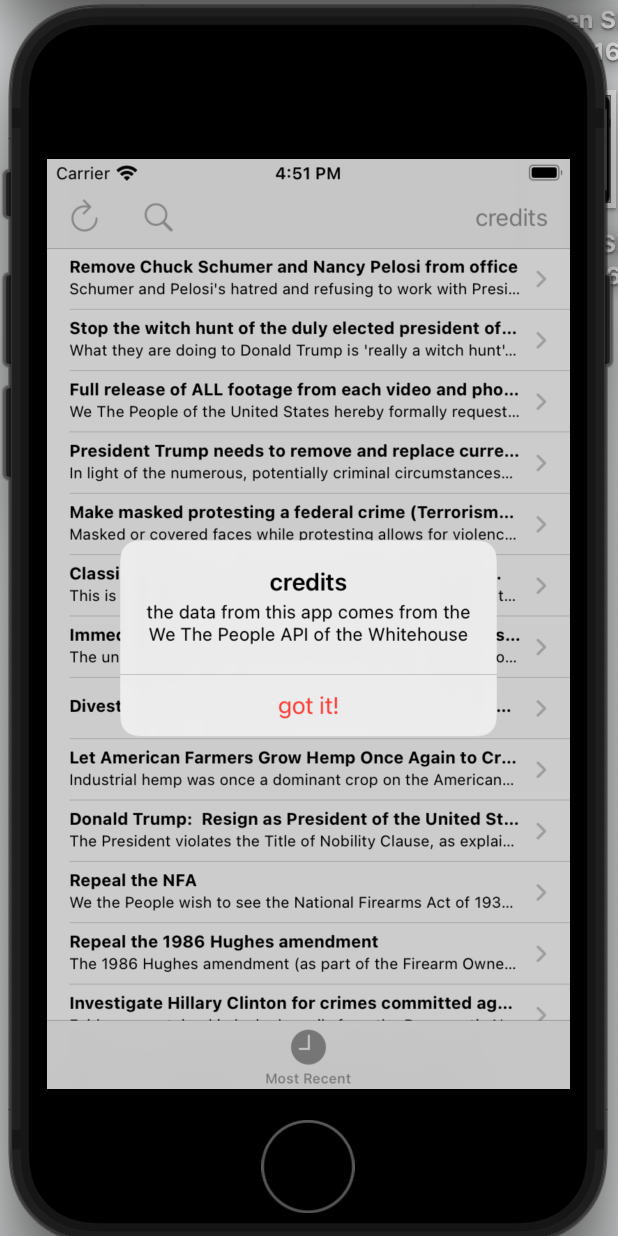 en S
16
Carrier 4:51 PM
credits
Remove Chuck Schumer and Nancy Pelosi from office
Schumer and Pelosi's hatred and refusing to work with Presi...
Stop the witch hunt of the duly elected president of...
What they are doing to Donald Trump is 'really a witch hunt'...
Full release of ALL footage from each video and pho...
We The People of the United States hereby formally request...
President Trump needs to remove and replace curre...
In light of the numerous, potentially criminal circumstances...
Make masked protesting a federal crime (Terrorism...
Masked or covered faces while protesting allows for violenc...
Classi
This is t...
Immed s...
The un o...
Divest ...
credits
the data from this app comes from the
We The People API of the Whitehouse
got it!
Let American Farmers Grow Hemp Once Again to Cr...
Industrial hemp was once a dominant crop on the American...
Donald Trump:  Resign as President of the United St...
The President violates the Title of Nobility Clause, as explai...
Repeal the NFA
We the People wish to see the National Firearms Act of 193...
Repeal the 1986 Hughes amendment
The 1986 Hughes amendment (as part of the Firearm Owne...
Investigate Hillary Clinton for crimes committed ag...
Most Recent